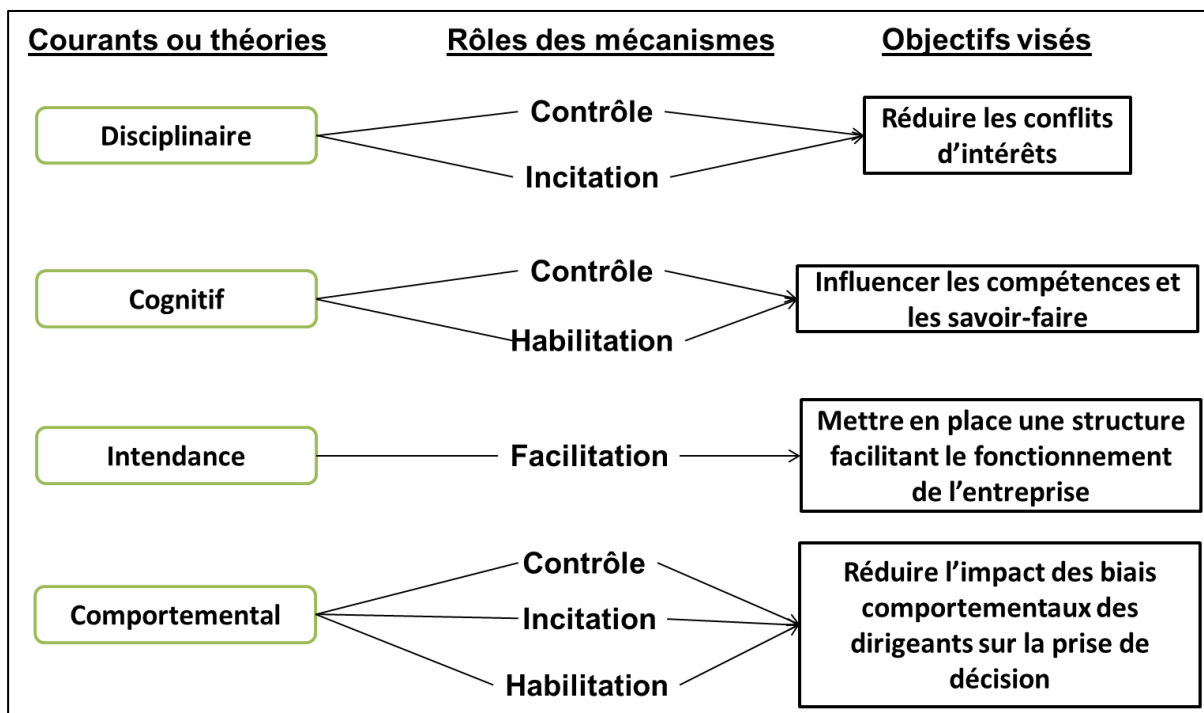 Courants ou théories
Rôles des mécanismes
Objectifs visés
Disciplinaire
Contrôle
Incitation
Réduire les conflits
d’intérêts
Cognitif
Contrôle
Habilitation
Influencer les compétences et
les savoir-faire
Intendance
Facilitation
Mettre en place une structure
facilitant le fonctionnement
de l’entreprise
Comportemental
Contrôle
Incitation
Habilitation
Réduire l’impact des biais
comportementaux des
dirigeants sur la prise de
décision